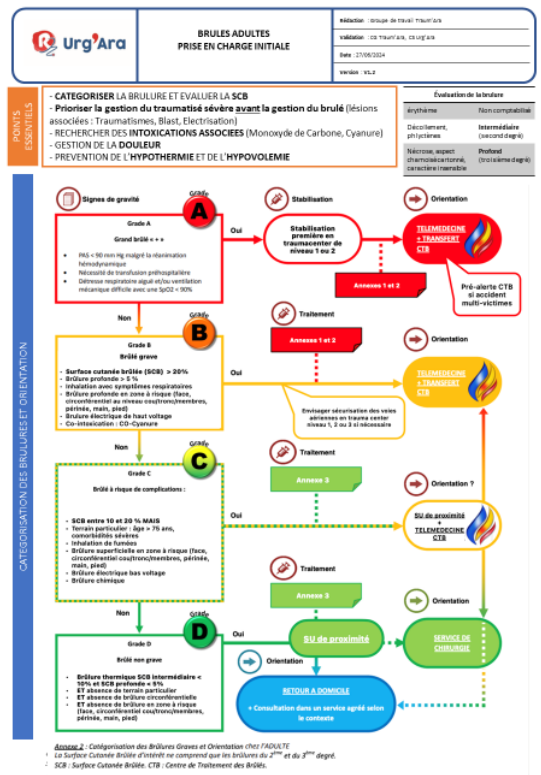 R2 Urg'Ara
BRULES ADULTES
PRISE EN CHARGE INITIALE
Rédaction : Groupe de travail Traum'Ara
Validation : CS Traum'Ara, CS Urg'Ara
Date : 27/06/2024
Version : V1.2
POINTS
ESSENTIELS
- CATEGORISER LA BRULURE ET EVALUER LA SCB
- Prioriser la gestion du traumatisé sévère avant la gestion du brulé (lésions
associées : Traumatismes, Blast, Electrisation)
- RECHERCHER DES INTOXICATIONS ASSOCIEES (Monoxyde de Carbone, Cyanure)
- GESTION DE LA DOULEUR
- PREVENTION DE L'HYPOTHERMIE ET DE L'HYPOVOLEMIE
Évaluation de la brulure
érythème Non comptabilisé
Décollement, phlyctènes Intermédiaire (second degré)
Nécrose, aspect chamois/cartonné, caractère insensible Profond (troisième degré)
CATEGORISATION DES BRULURES ET ORIENTATION
Signes de gravité
Grade
A
Stabilisation
Orientation
Grade A
Grand brûlé « + »
• PAS < 90 mm Hg malgré la réanimation
hémodynamique
• Nécessité de transfusion préhospitalière
• Détresse respiratoire aiguë et/ou ventilation
mécanique difficile avec une SpO2 < 90%
Oui
Stabilisation
première en
traumacenter de
niveau 1 ou 2
TELEMEDECINE
+ TRANSFERT
CTB
Annexes 1 et 2
Pré-alerte CTB
si accident
multi-victimes
Non
Grade
B
Traitement
Orientation
Grade B
Brûlé grave
• Surface cutanée brûlée (SCB) > 20%
• Brûlure profonde > 5 %
• Inhalation avec symptômes respiratoires
• Brûlure profonde en zone à risque (face,
circonférentiel au niveau cou/tronc/membres,
périnée, main, pied)
• Brulure électrique de haut voltage
• Co-intoxication : CO-Cyanure
Oui
Annexes 1 et 2
TELEMEDECINE
+ TRANSFERT
CTB
Envisager sécurisation des voies
aériennes en trauma center
niveau 1, 2 ou 3 si nécessaire
Non
Grade
C
Traitement
Orientation ?
Grade C
Brûlé à risque de complications :
• SCB entre 10 et 20 % MAIS
• Terrain particulier : âge > 75 ans,
comorbidités sévères
• Inhalation de fumées
• Brûlure superficielle en zone à risque (face,
circonférentiel cou/tronc/membres, périnée,
main, pied)
• Brûlure électrique bas voltage
• Brûlure chimique
Annexe 3
Oui
SU de proximité
+
TELEMEDECINE
CTB
Non
Grade
D
Traitement
Annexe 3
Orientation
Grade D
Brûlé non grave
• Brûlure thermique SCB intermédiaire <
10% et SCB profonde < 5%
• ET absence de terrain particulier
• ET absence de brûlure circonférentielle
• ET absence de brûlure en zone à risque
(face, circonférentiel cou/tronc/membres,
périnée, main, pied)
Oui
SU de proximité
SERVICE DE
CHIRURGIE
Orientation
RETOUR A DOMICILE
+ Consultation dans un service agréé selon
le contexte
Annexe 2 : Catégorisation des Brûlures Graves et Orientation chez l'ADULTE
La Surface Cutanée Brûlée d'intérêt ne comprend que les brûlures du 2ème et du 3ème degré.
SCB : Surface Cutanée Brûlée. CTB : Centre de Traitement des Brûlés.